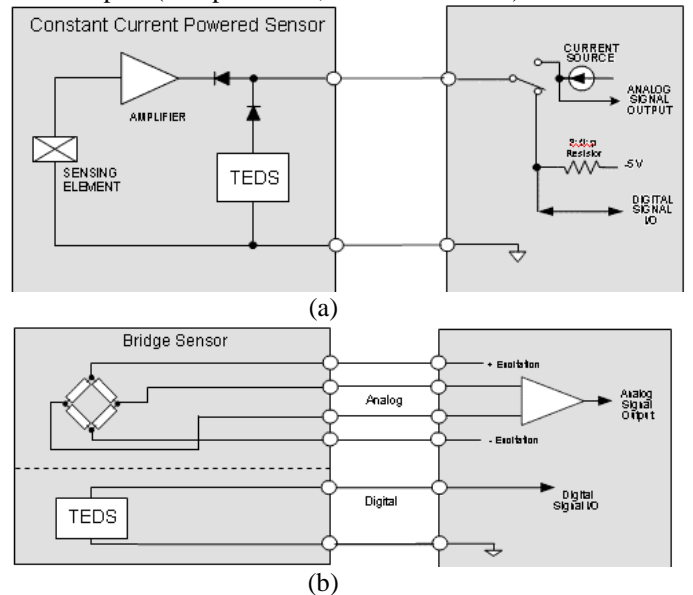 Constant Current Powered Sensor
AMPLIFIER
SENSING
ELEMENT
TEDS
CURRENT
SOURCE
ANALOG
SIGNAL
OUTPUT
Resistor
-5V
DIGITAL
SIGNAL
I/O
(a)
Bridge Sensor
+ Excitation
Analog
- Excitation
Analog
Signal
Output
TEDS
Digital
Digital
Signal I/O
(b)